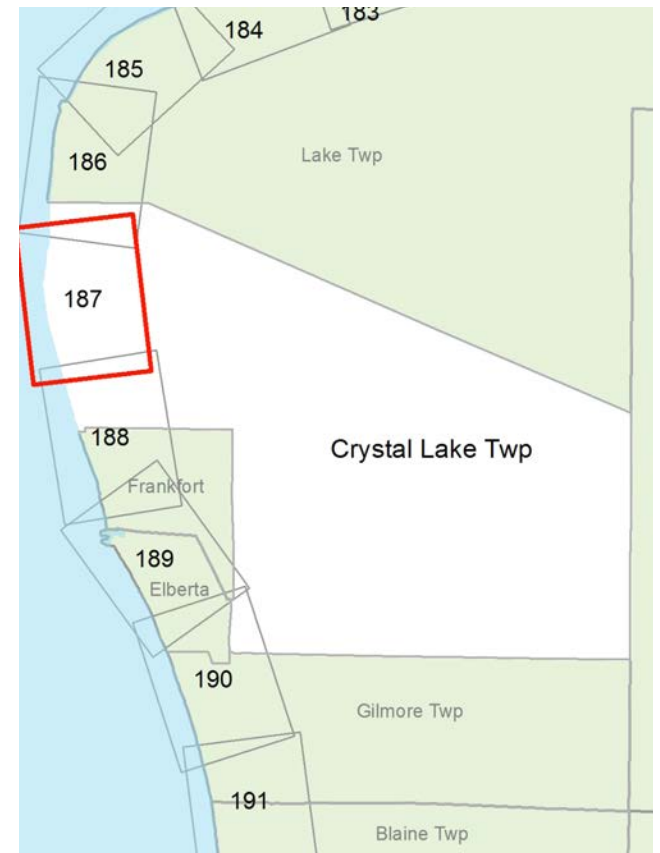 183
184
185
Lake Twp
186
187
188
Crystal Lake Twp
Frankfort
189
Elberta
190
Gilmore Twp
191
Blaine Twp